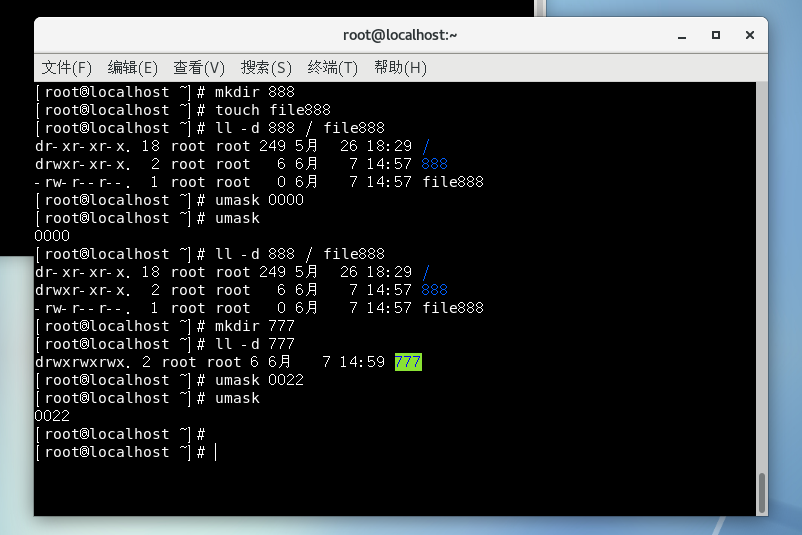 root@localhost:~
文件(F) 编辑(E) 查看(V) 搜索(S) 终端(T) 帮助(H)
[root@localhost ~]# mkdir 888
[root@localhost ~]# touch file888
[root@localhost ~]# ll -d 888 / file888
dr-xr-xr-x. 18 root root 249 5月  26 18:29 /
drwxr-xr-x.  2 root root   6 6月   7 14:57 888
-rw-r--r--.  1 root root   0 6月   7 14:57 file888
[root@localhost ~]# umask 0000
[root@localhost ~]# umask
0000
[root@localhost ~]# ll -d 888 / file888
dr-xr-xr-x. 18 root root 249 5月  26 18:29 /
drwxr-xr-x.  2 root root   6 6月   7 14:57 888
-rw-r--r--.  1 root root   0 6月   7 14:57 file888
[root@localhost ~]# mkdir 777
[root@localhost ~]# ll -d 777
drwxrwxrwx. 2 root root 6 6月   7 14:59 777
[root@localhost ~]# umask 0022
[root@localhost ~]# umask
0022
[root@localhost ~]#
[root@localhost ~]#